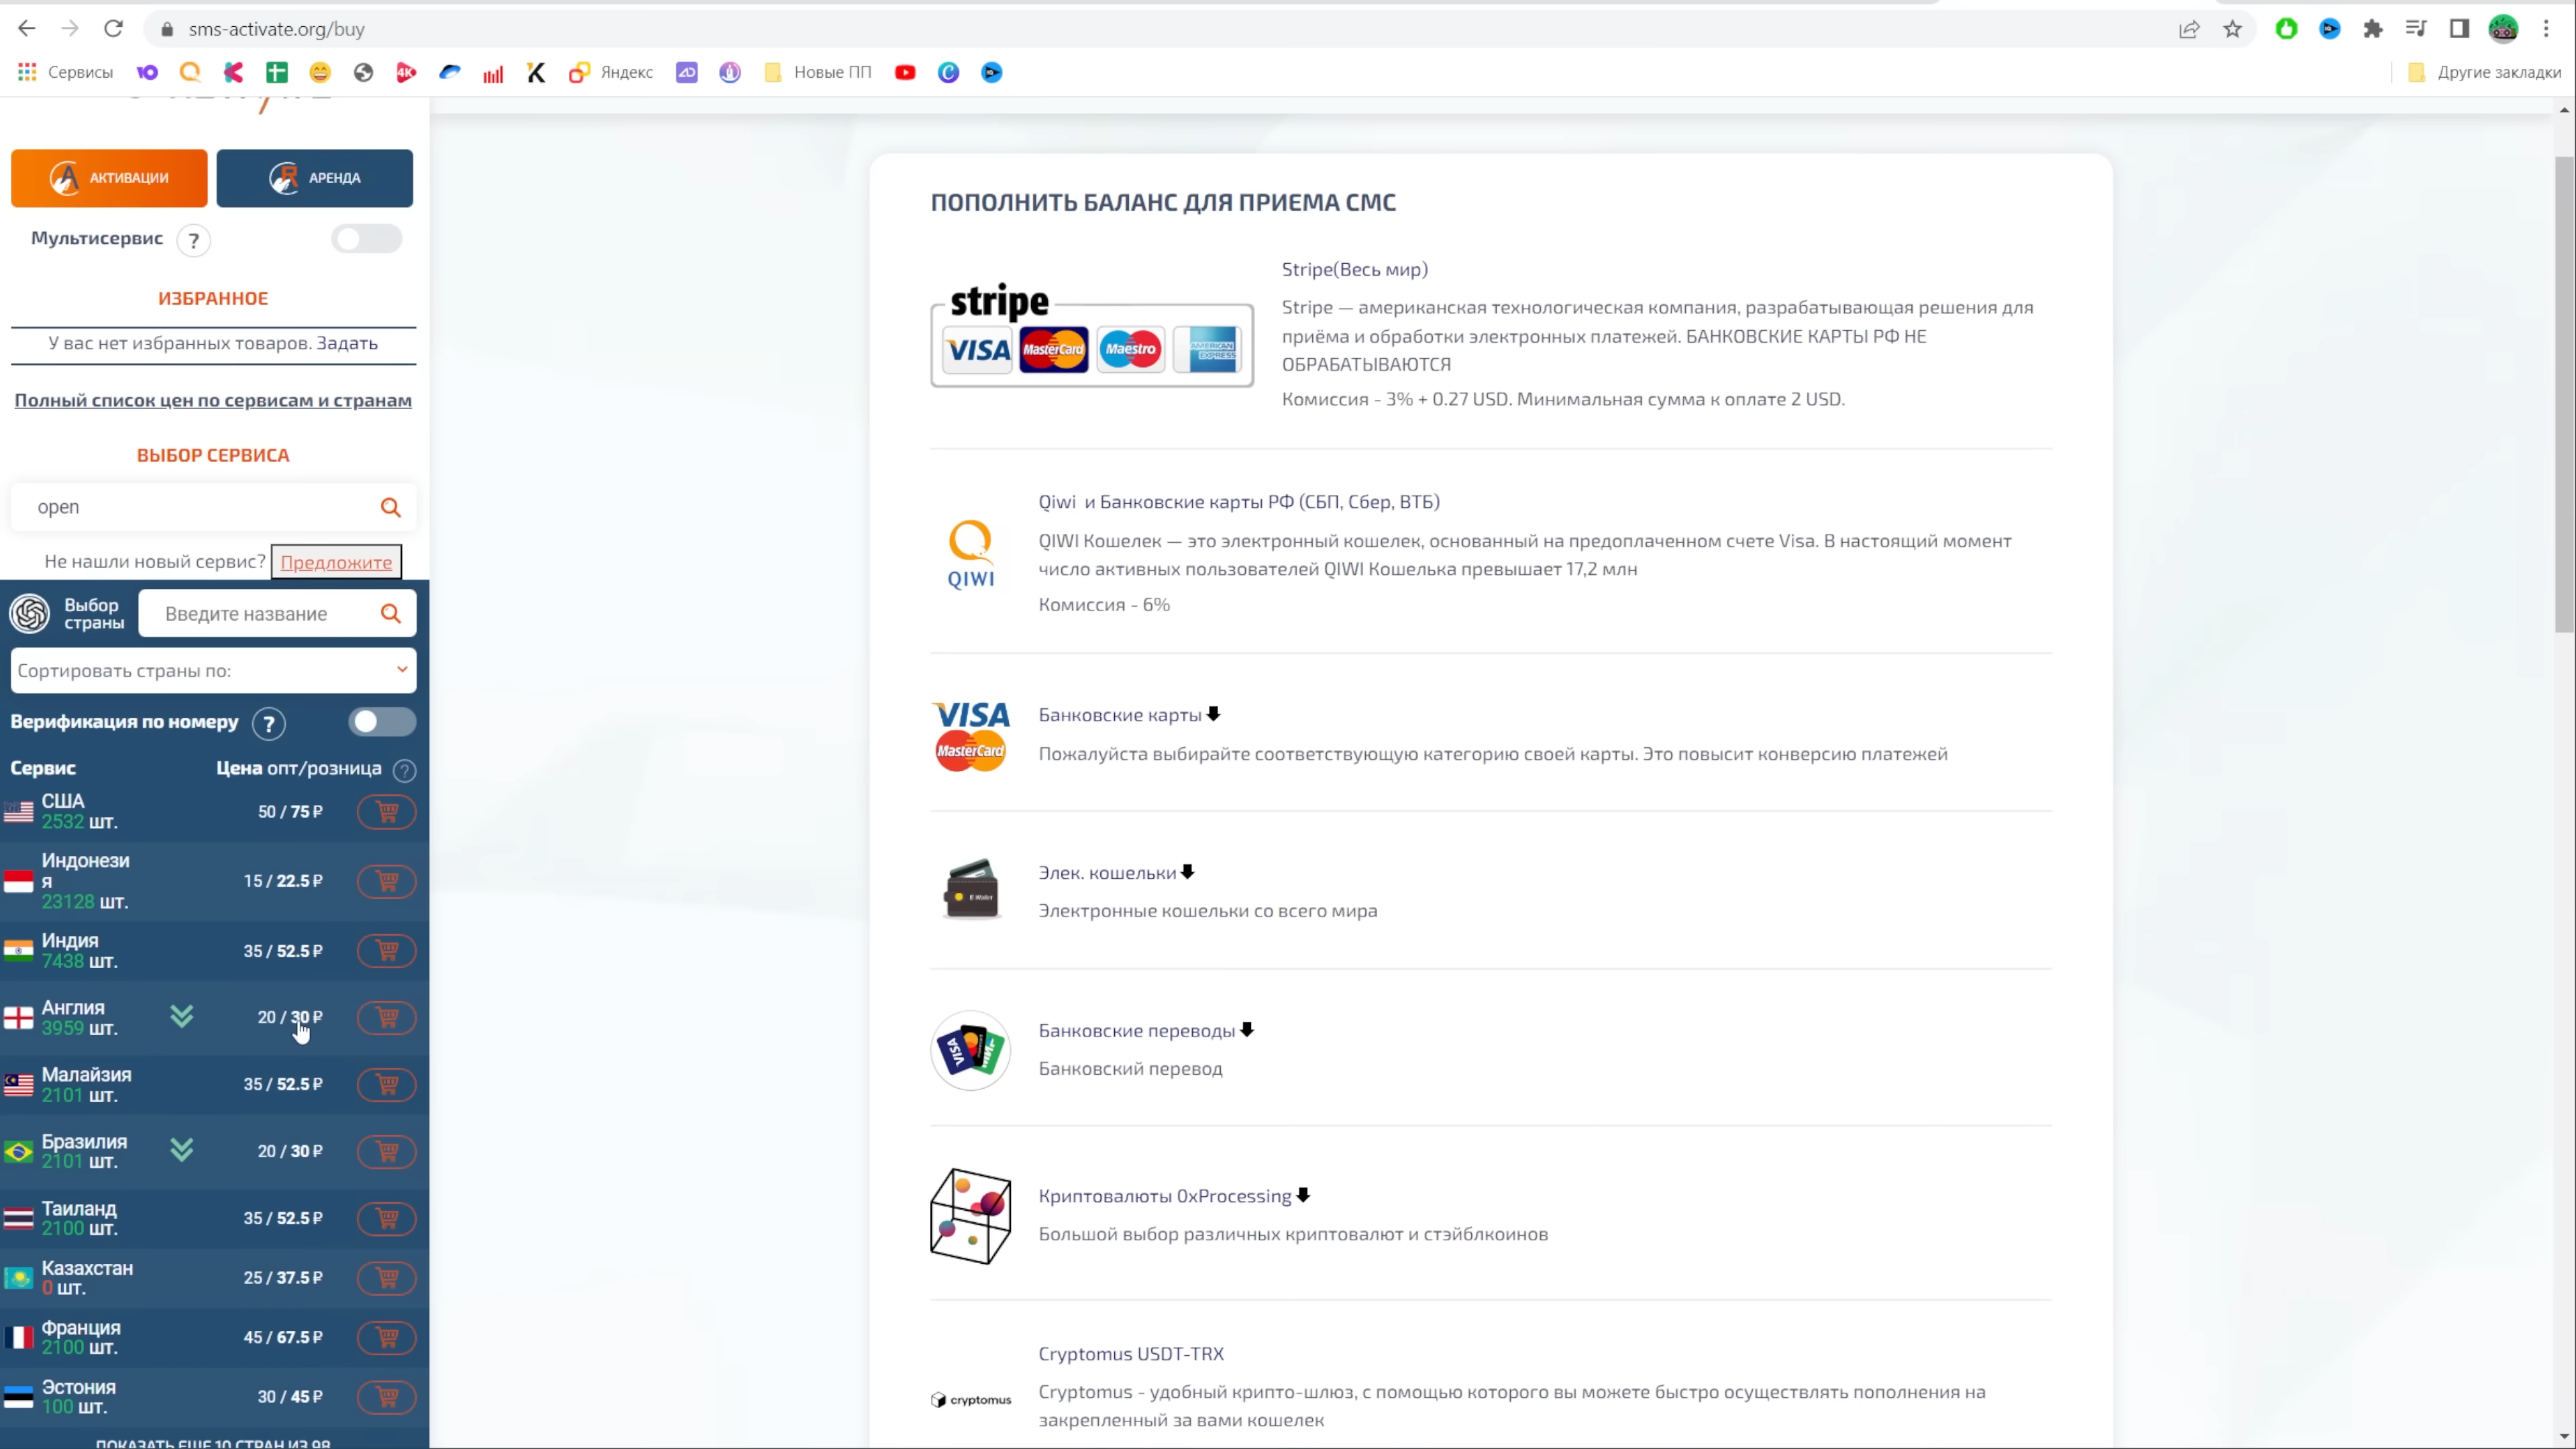 sms-activate.org/buy
Сервисы
Яндекс
Новые ПП
Другие закладки
АКТИВАЦИИ
АРЕНДА
Мультисервис ?
ИЗБРАННОЕ
У вас нет избранных товаров. Задать
Полный список цен по сервисам и странам
ВЫБОР СЕРВИСА
open
Не нашли новый сервис? Предложите
Выбор
страны
Введите название
Сортировать страны по:
Верификация по номеру ?
Сервис Цена опт/розница ?
США
2532 шт.
50 / 75 ₽
Индонези
я
23128 шт.
15 / 22.5 ₽
Индия
7438 шт.
35 / 52.5 ₽
Англия
3959 шт.
20 / 30 ₽
Малайзия
2101 шт.
35 / 52.5 ₽
Бразилия
2101 шт.
20 / 30 ₽
Таиланд
2100 шт.
35 / 52.5 ₽
Казахстан
0 шт.
25 / 37.5 ₽
Франция
2100 шт.
45 / 67.5 ₽
Эстония
100 шт.
30 / 45 ₽
ПОКАЗАТЬ ЕЩЕ 10 СТРАН ИЗ 98
ПОПОЛНИТЬ БАЛАНС ДЛЯ ПРИЕМА СМС
stripe
VISA MasterCard Maestro AMERICAN EXPRESS
Stripe(Весь мир)
Stripe — американская технологическая компания, разрабатывающая решения для
приёма и обработки электронных платежей. БАНКОВСКИЕ КАРТЫ РФ НЕ
ОБРАБАТЫВАЮТСЯ
Комиссия - 3% + 0.27 USD. Минимальная сумма к оплате 2 USD.
QIWI
Qiwi и Банковские карты РФ (СБП, Сбер, ВТБ)
QIWI Кошелек — это электронный кошелек, основанный на предоплаченном счете Visa. В настоящий момент
число активных пользователей QIWI Кошелька превышает 17,2 млн
Комиссия - 6%
VISA
MasterCard
Банковские карты
Пожалуйста выбирайте соответствующую категорию своей карты. Это повысит конверсию платежей
Элек. кошельки
Электронные кошельки со всего мира
VISA
Банковские переводы
Банковский перевод
Криптовалюты 0xProcessing
Большой выбор различных криптовалют и стэйблкоинов
Cryptomus USDT-TRX
cryptomus
Cryptomus - удобный крипто-шлюз, с помощью которого вы можете быстро осуществлять пополнения на
закрепленный за вами кошелек